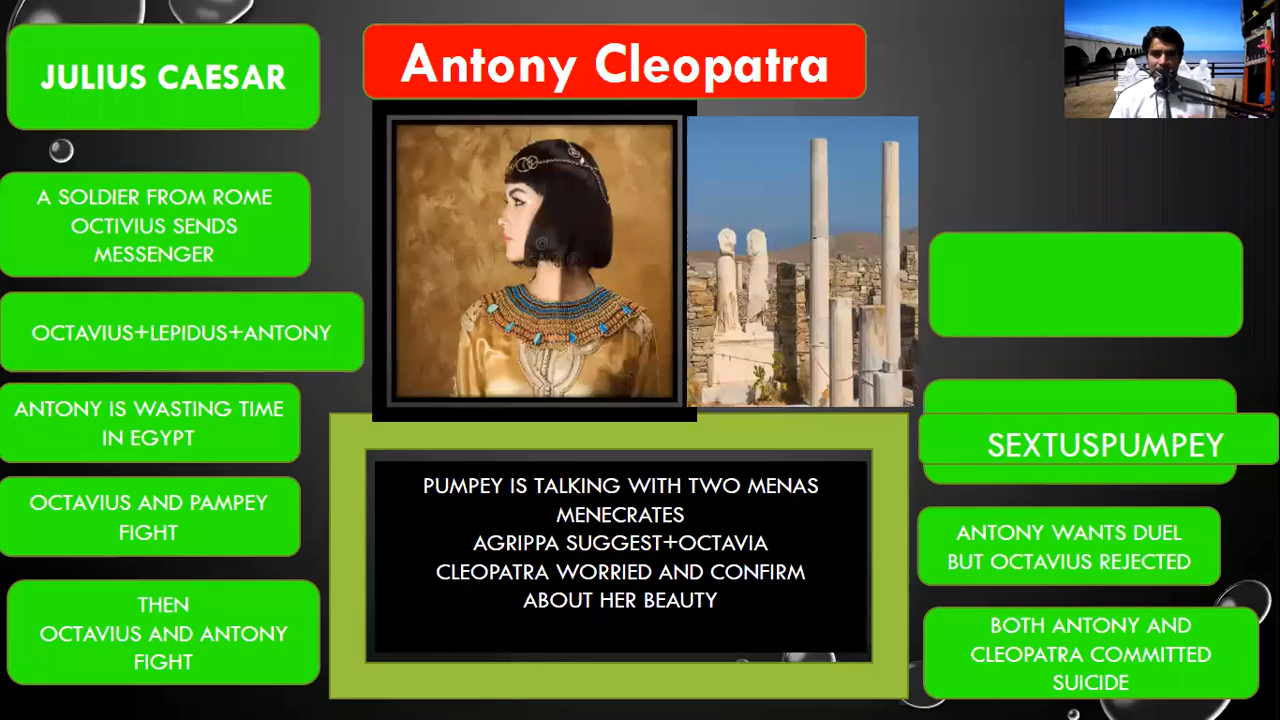 JULIUS CAESAR
Antony Cleopatra
A SOLDIER FROM ROME
OCTIVIUS SENDS
MESSENGER
OCTAVIUS+LEPIDUS+ANTONY
ANTONY IS WASTING TIME
IN EGYPT
OCTAVIUS AND PAMPEY
FIGHT
THEN
OCTAVIUS AND ANTONY
FIGHT
PUMPEY IS TALKING WITH TWO MENAS
MENECRATES
AGRIPPA SUGGEST+OCTAVIA
CLEOPATRA WORRIED AND CONFIRM
ABOUT HER BEAUTY
SEXTUSPUMPEY
ANTONY WANTS DUEL
BUT OCTAVIUS REJECTED
BOTH ANTONY AND
CLEOPATRA COMMITTED
SUICIDE